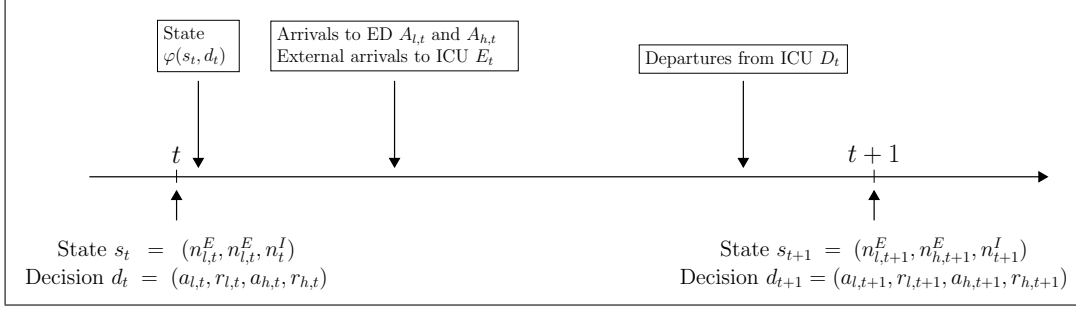 State
φ(s_t, d_t)
Arrivals to ED A_{l,t} and A_{h,t}
External arrivals to ICU E_t
Departures from ICU D_t
t
t + 1
State s_t = (n^E_{l,t}, n^E_{l,t}, n^I_t)
Decision d_t = (a_{l,t}, r_{l,t}, a_{h,t}, r_{h,t})
State s_{t+1} = (n^E_{l,t+1}, n^E_{h,t+1}, n^I_{t+1})
Decision d_{t+1} = (a_{l,t+1}, r_{l,t+1}, a_{h,t+1}, r_{h,t+1})